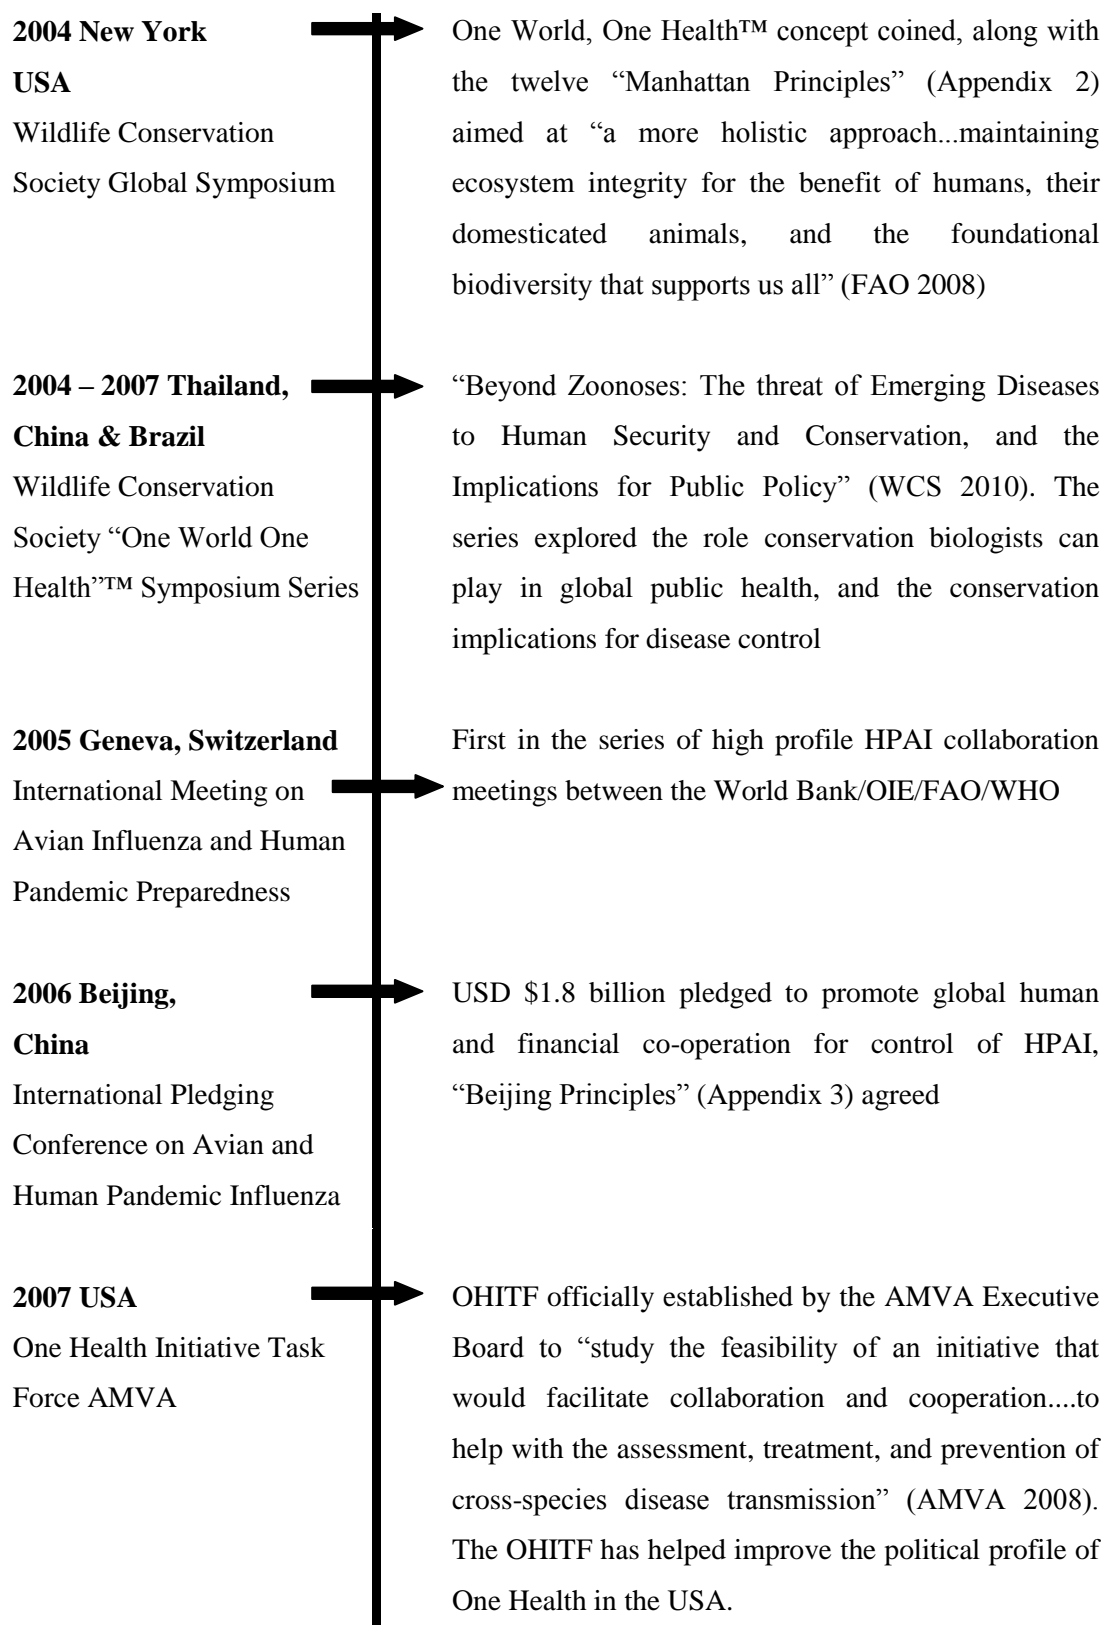 2004 New York
USA
Wildlife Conservation
Society Global Symposium
One World, One Health™ concept coined, along with
the twelve “Manhattan Principles” (Appendix 2)
aimed at “a more holistic approach...maintaining
ecosystem integrity for the benefit of humans, their
domesticated animals, and the foundational
biodiversity that supports us all” (FAO 2008)
2004 – 2007 Thailand,
China & Brazil
Wildlife Conservation
Society “One World One
Health”™ Symposium Series
“Beyond Zoonoses: The threat of Emerging Diseases
to Human Security and Conservation, and the
Implications for Public Policy” (WCS 2010). The
series explored the role conservation biologists can
play in global public health, and the conservation
implications for disease control
2005 Geneva, Switzerland
International Meeting on
Avian Influenza and Human
Pandemic Preparedness
First in the series of high profile HPAI collaboration
meetings between the World Bank/OIE/FAO/WHO
2006 Beijing,
China
International Pledging
Conference on Avian and
Human Pandemic Influenza
USD $1.8 billion pledged to promote global human
and financial co-operation for control of HPAI,
“Beijing Principles” (Appendix 3) agreed
2007 USA
One Health Initiative Task
Force AMVA
OHITF officially established by the AMVA Executive
Board to “study the feasibility of an initiative that
would facilitate collaboration and cooperation....to
help with the assessment, treatment, and prevention of
cross-species disease transmission” (AMVA 2008).
The OHITF has helped improve the political profile of
One Health in the USA.